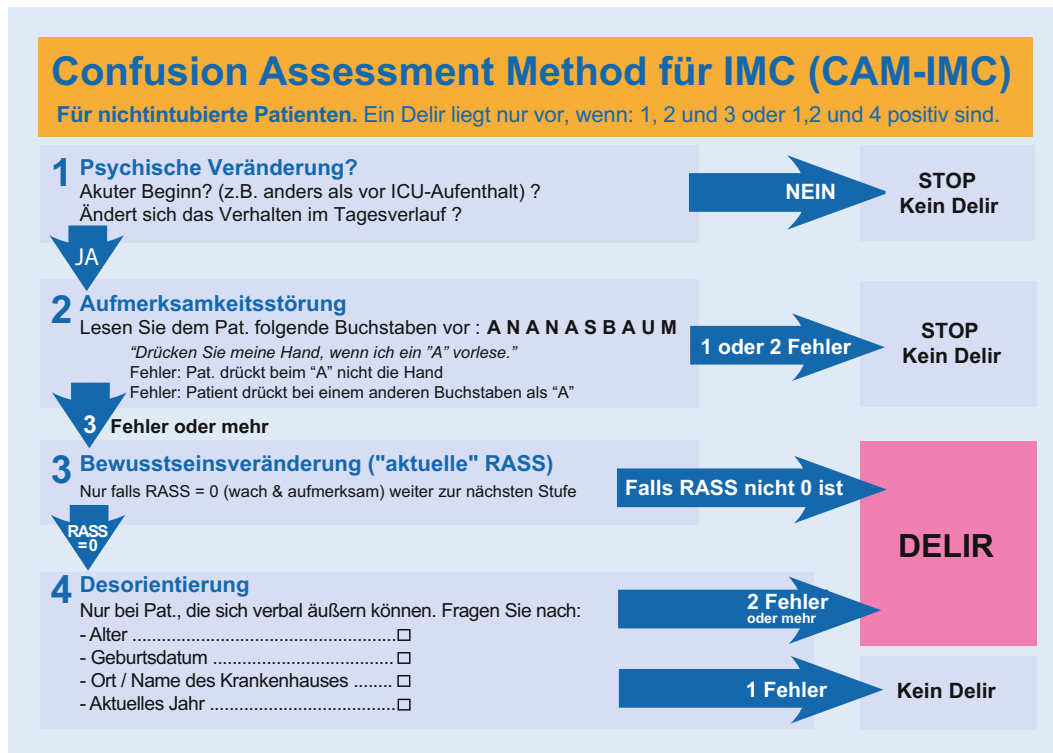 Confusion Assessment Method für IMC (CAM-IMC)
Für nichtintubierte Patienten. Ein Delir liegt nur vor, wenn: 1, 2 und 3 oder 1,2 und 4 positiv sind.
1 Psychische Veränderung?
Akuter Beginn? (z.B. anders als vor ICU-Aufenthalt) ?
Ändert sich das Verhalten im Tagesverlauf ?
NEIN
STOP
Kein Delir
JA
2 Aufmerksamkeitsstörung
Lesen Sie dem Pat. folgende Buchstaben vor : A N A N A S B A U M
"Drücken Sie meine Hand, wenn ich ein "A" vorlese."
Fehler: Pat. drückt beim “A” nicht die Hand
Fehler: Patient drückt bei einem anderen Buchstaben als “A”
1 oder 2 Fehler
STOP
Kein Delir
3 Fehler oder mehr
3 Bewusstseinsveränderung ("aktuelle" RASS)
Nur falls RASS = 0 (wach & aufmerksam) weiter zur nächsten Stufe
Falls RASS nicht 0 ist
DELIR
RASS
=0
4 Desorientierung
Nur bei Pat., die sich verbal äußern können. Fragen Sie nach:
- Alter ......................................................□
- Geburtsdatum .....................................□
- Ort / Name des Krankenhauses ........□
- Aktuelles Jahr ......................................□
2 Fehler
oder mehr
1 Fehler
Kein Delir